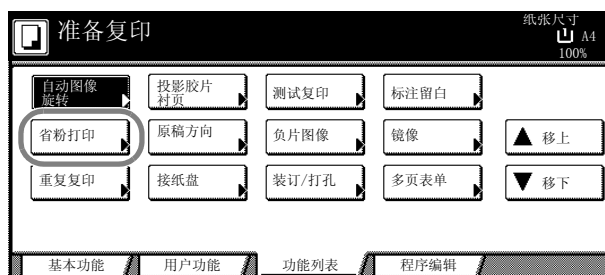 准备复印
纸张尺寸
A4
100%
自动图像
旋转
投影胶片
衬页
测试复印
标注留白
省粉打印
原稿方向
负片图像
镜像
移上
重复复印
接纸盘
装订/打孔
多页表单
移下
基本功能
用户功能
功能列表
程序编辑